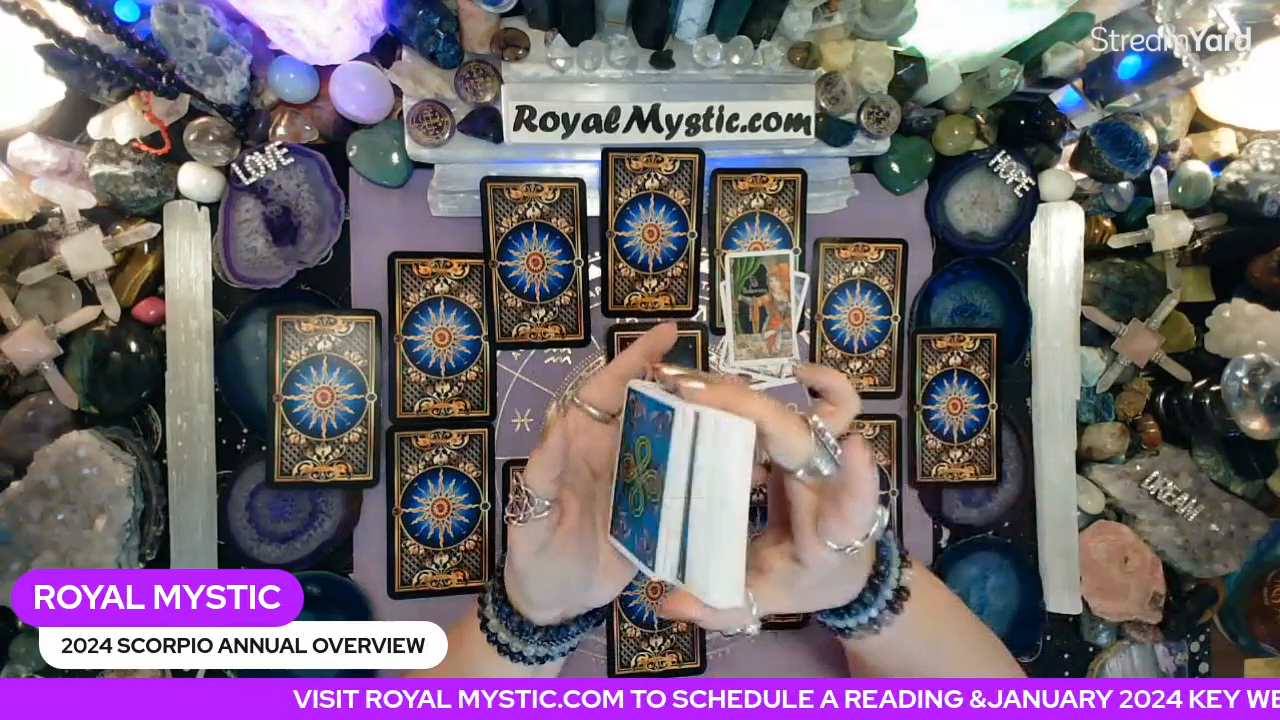 StreamYard
RoyalMystic.com
LOVE
HOPE
DREAM
ROYAL MYSTIC
2024 SCORPIO ANNUAL OVERVIEW
VISIT ROYAL MYSTIC.COM TO SCHEDULE A READING &JANUARY 2024 KEY WE